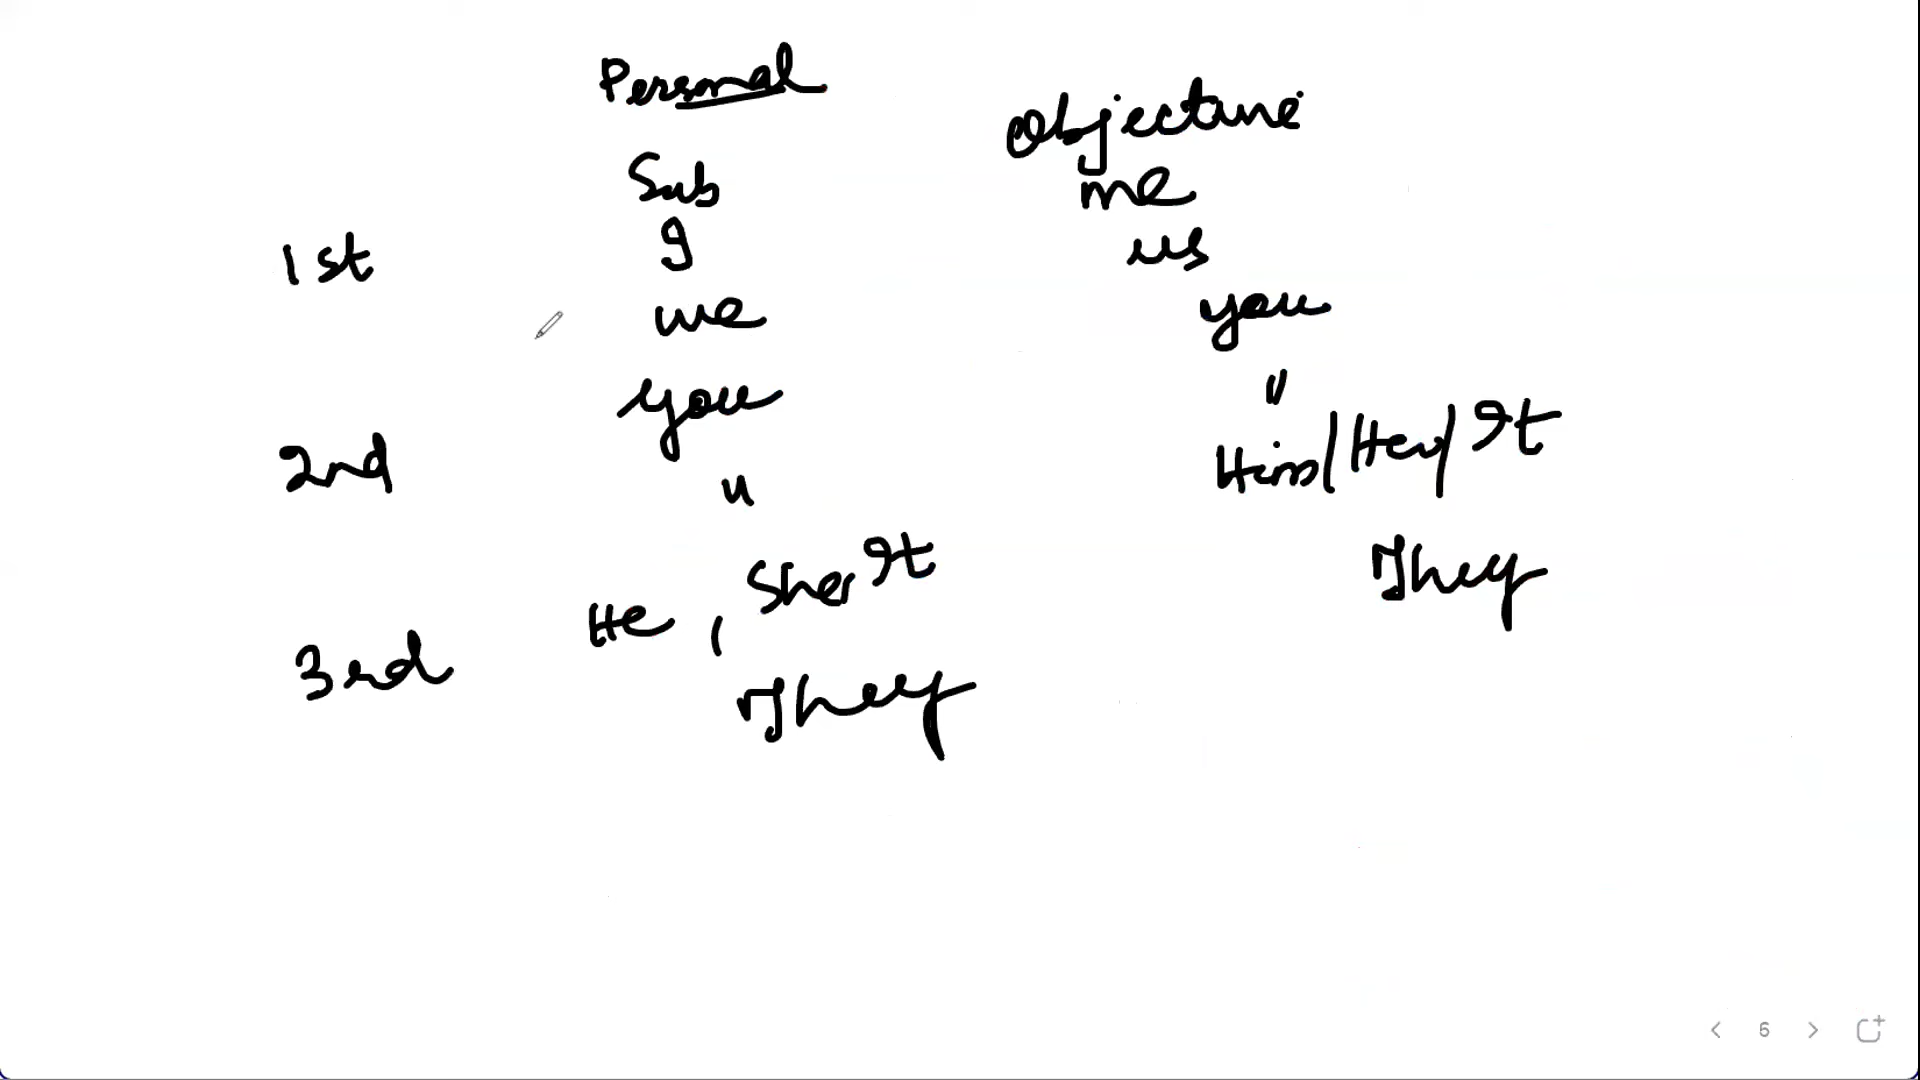 Personal
Objective
Sub
me
1st I us
we you
you "
2nd Him/Her/It
"
He, She, It They
3rd They
6